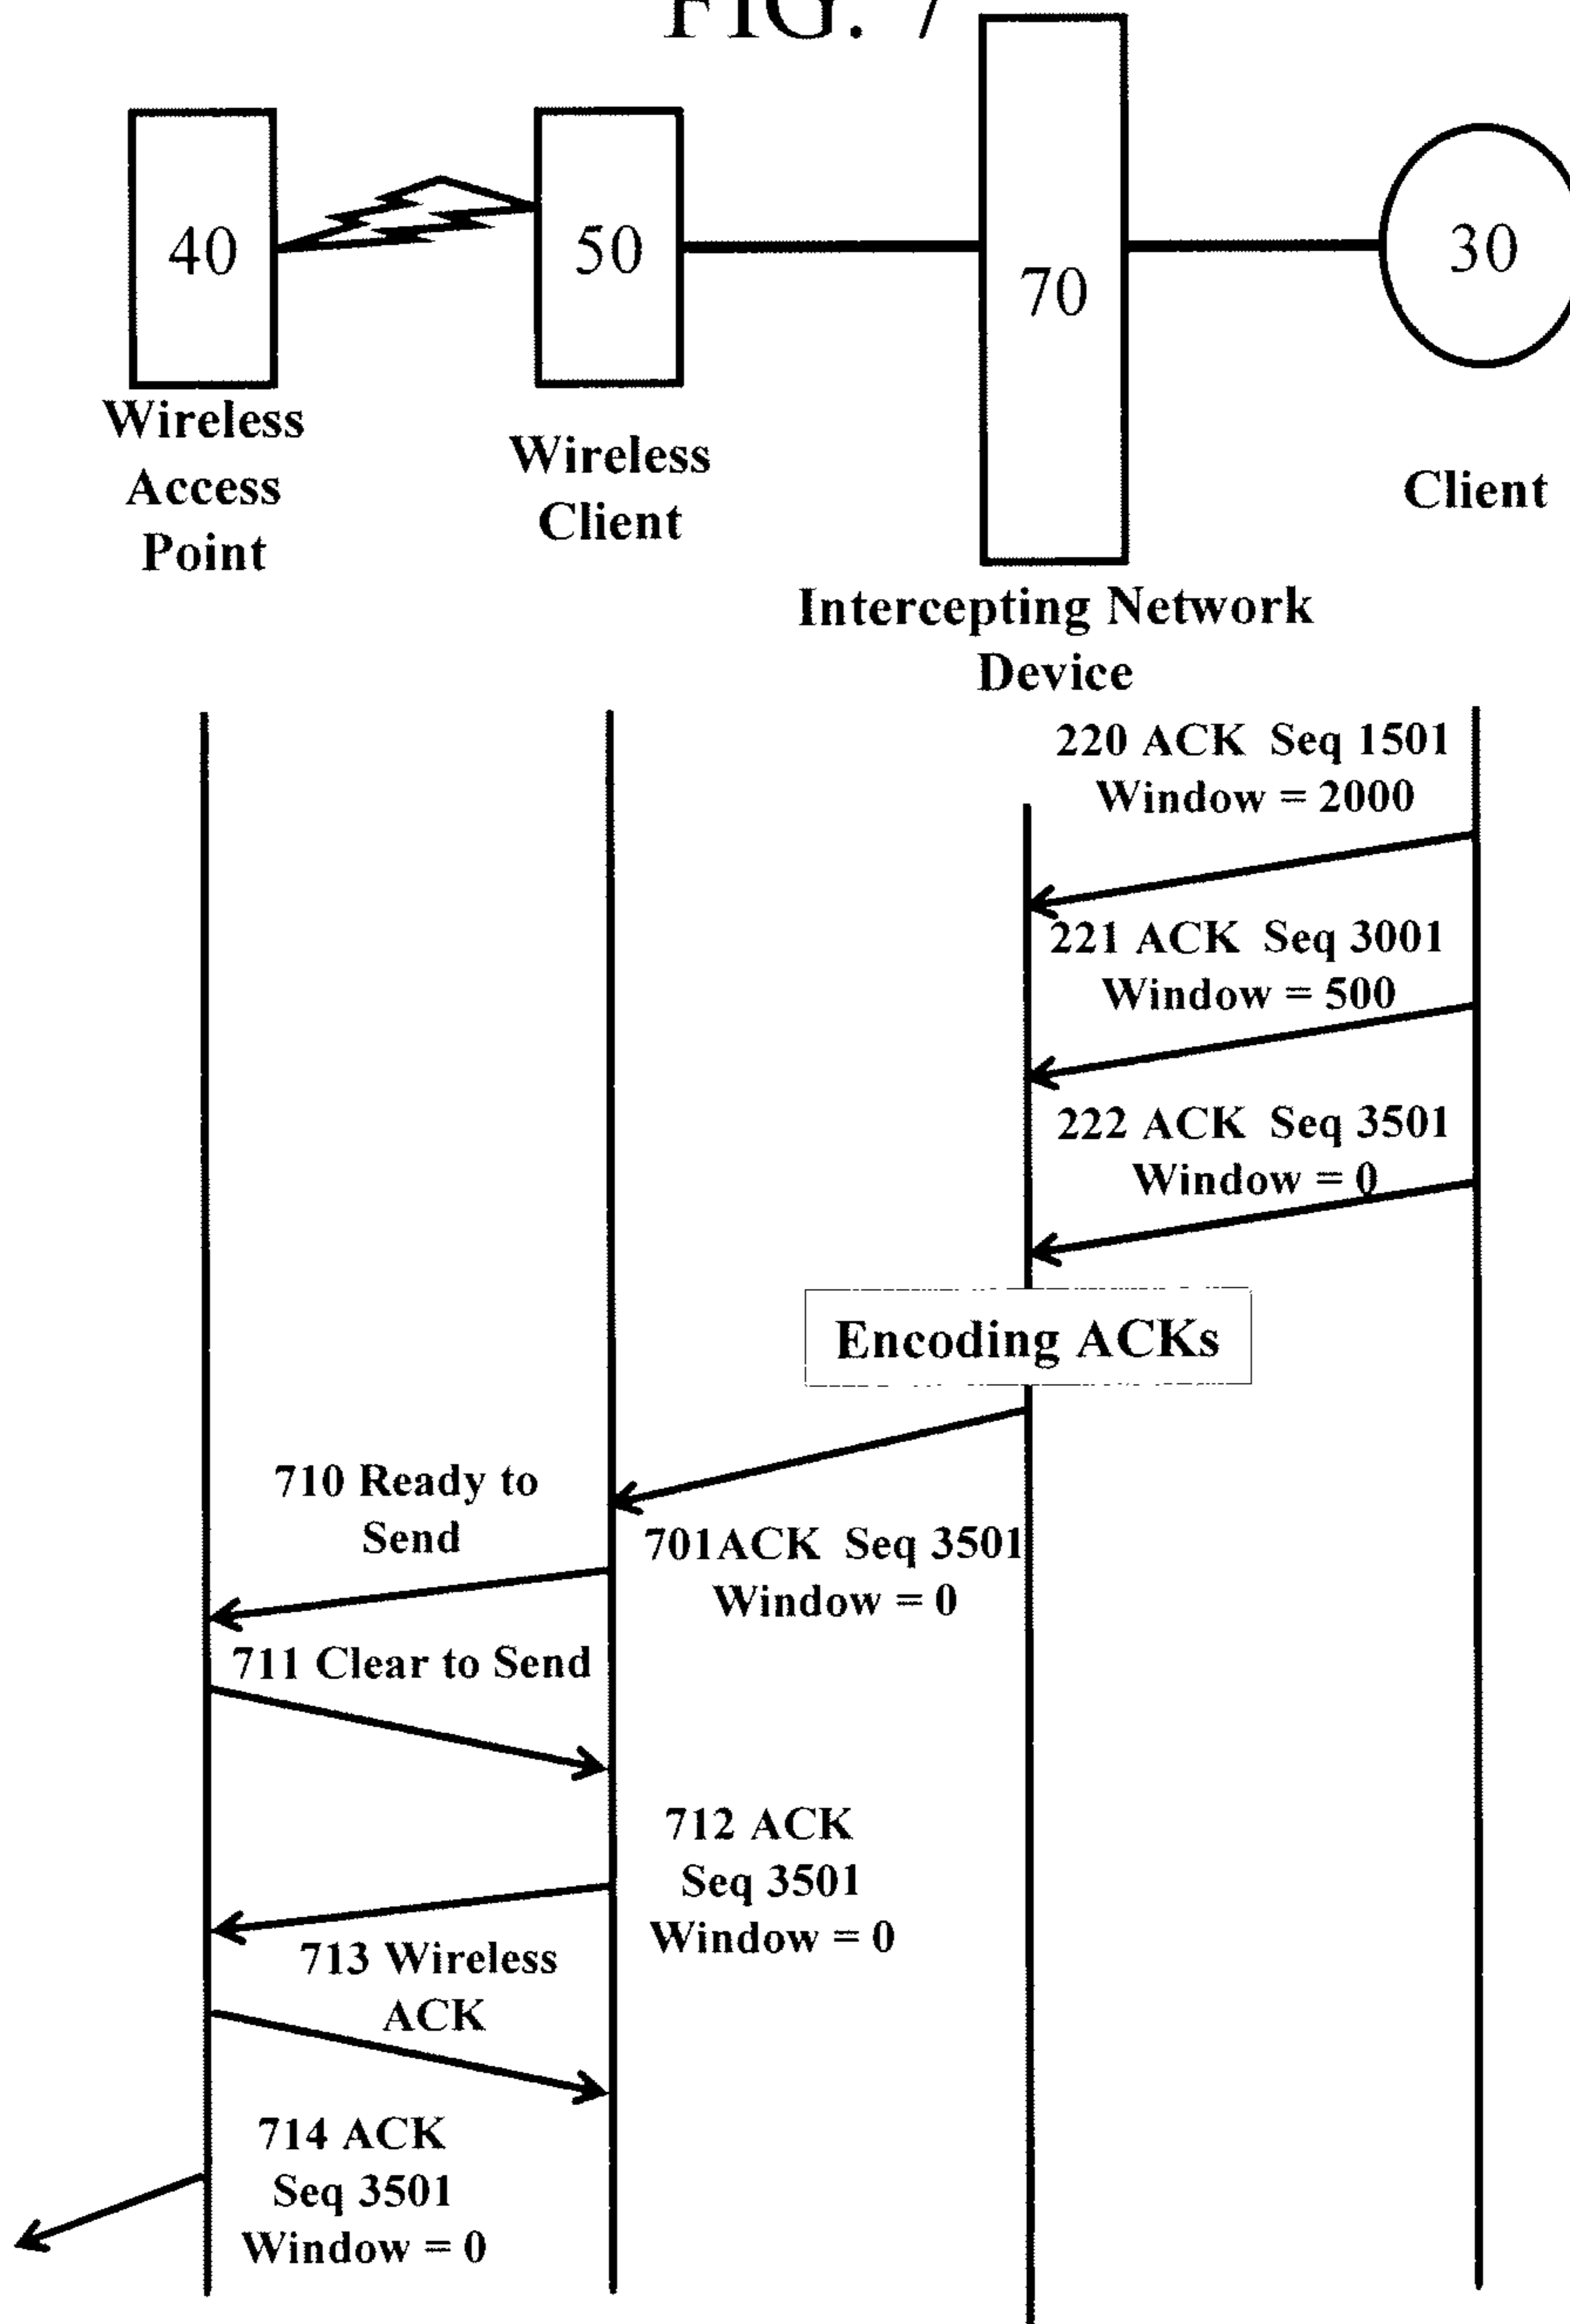 FIG. 7
40
50
70
30
Wireless
Access
Point
Wireless
Client
Intercepting Network
Device
Client
220 ACK Seq 1501
Window = 2000
221 ACK Seq 3001
Window = 500
222 ACK Seq 3501
Window = 0
Encoding ACKs
710 Ready to
Send
701ACK Seq 3501
Window = 0
711 Clear to Send
712 ACK
Seq 3501
Window = 0
713 Wireless
ACK
714 ACK
Seq 3501
Window = 0